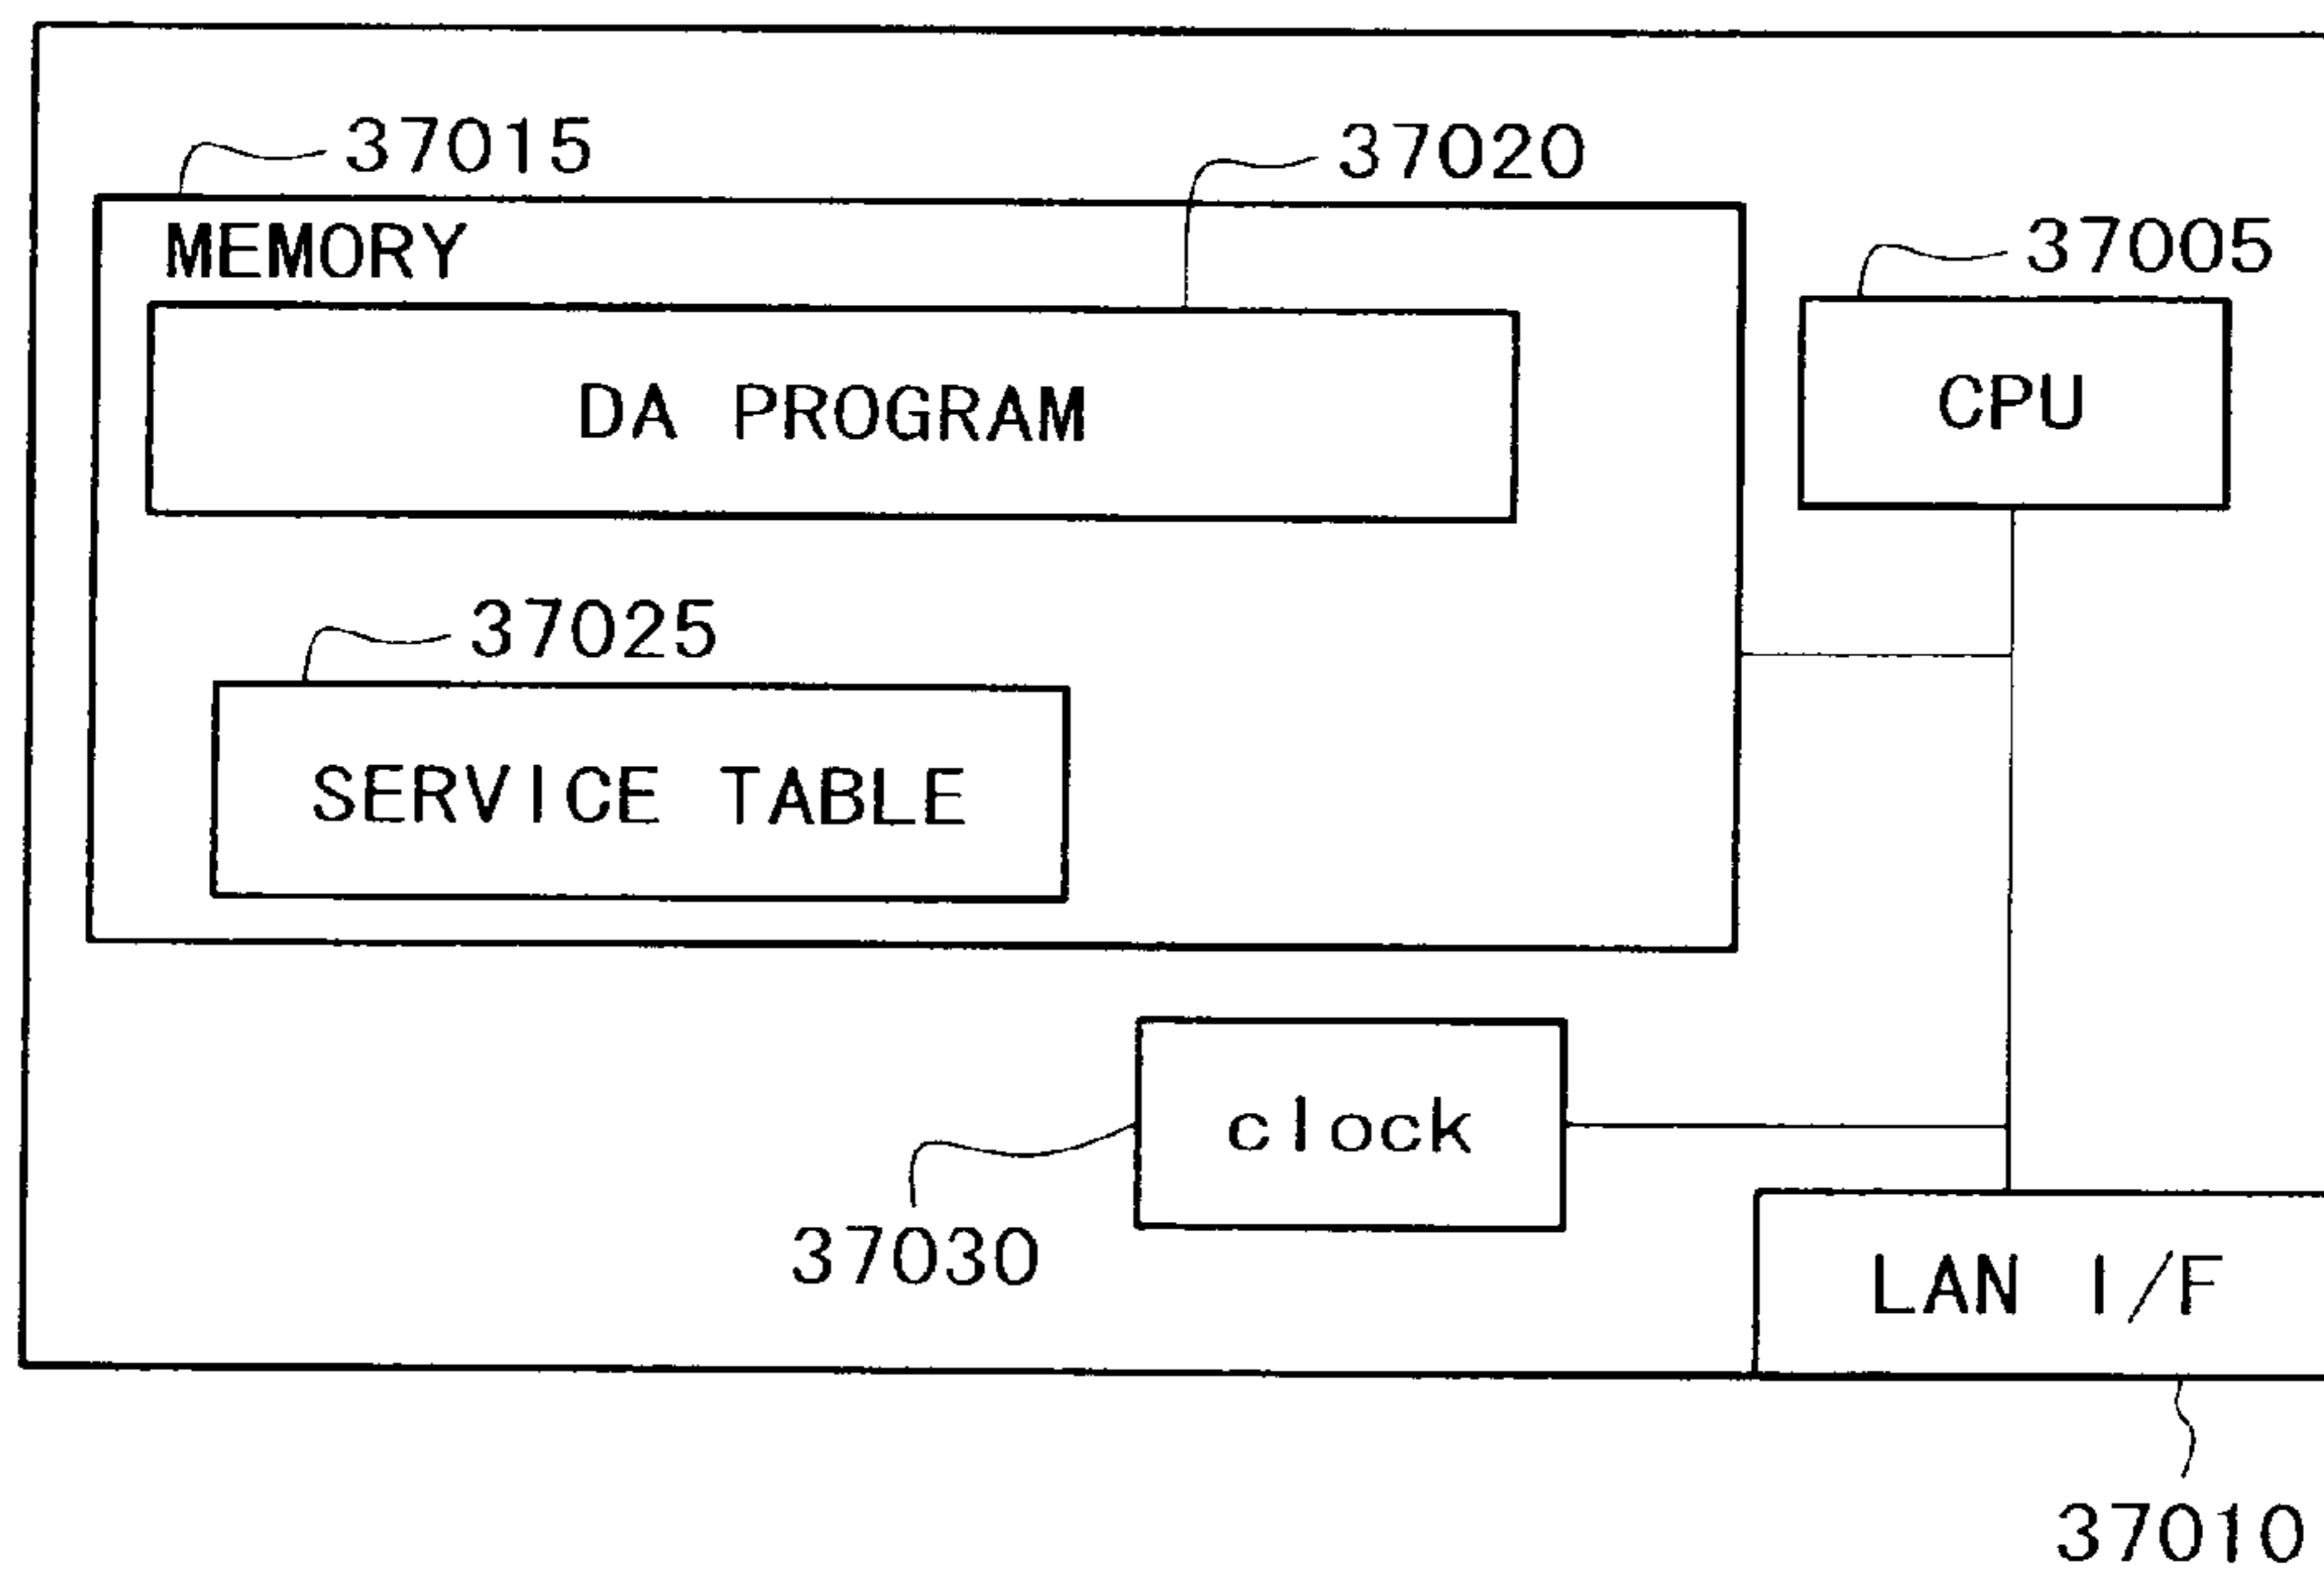 37015
37020
MEMORY
37005
DA PROGRAM
CPU
37025
SERVICE TABLE
clock
37030
LAN I/F
37010